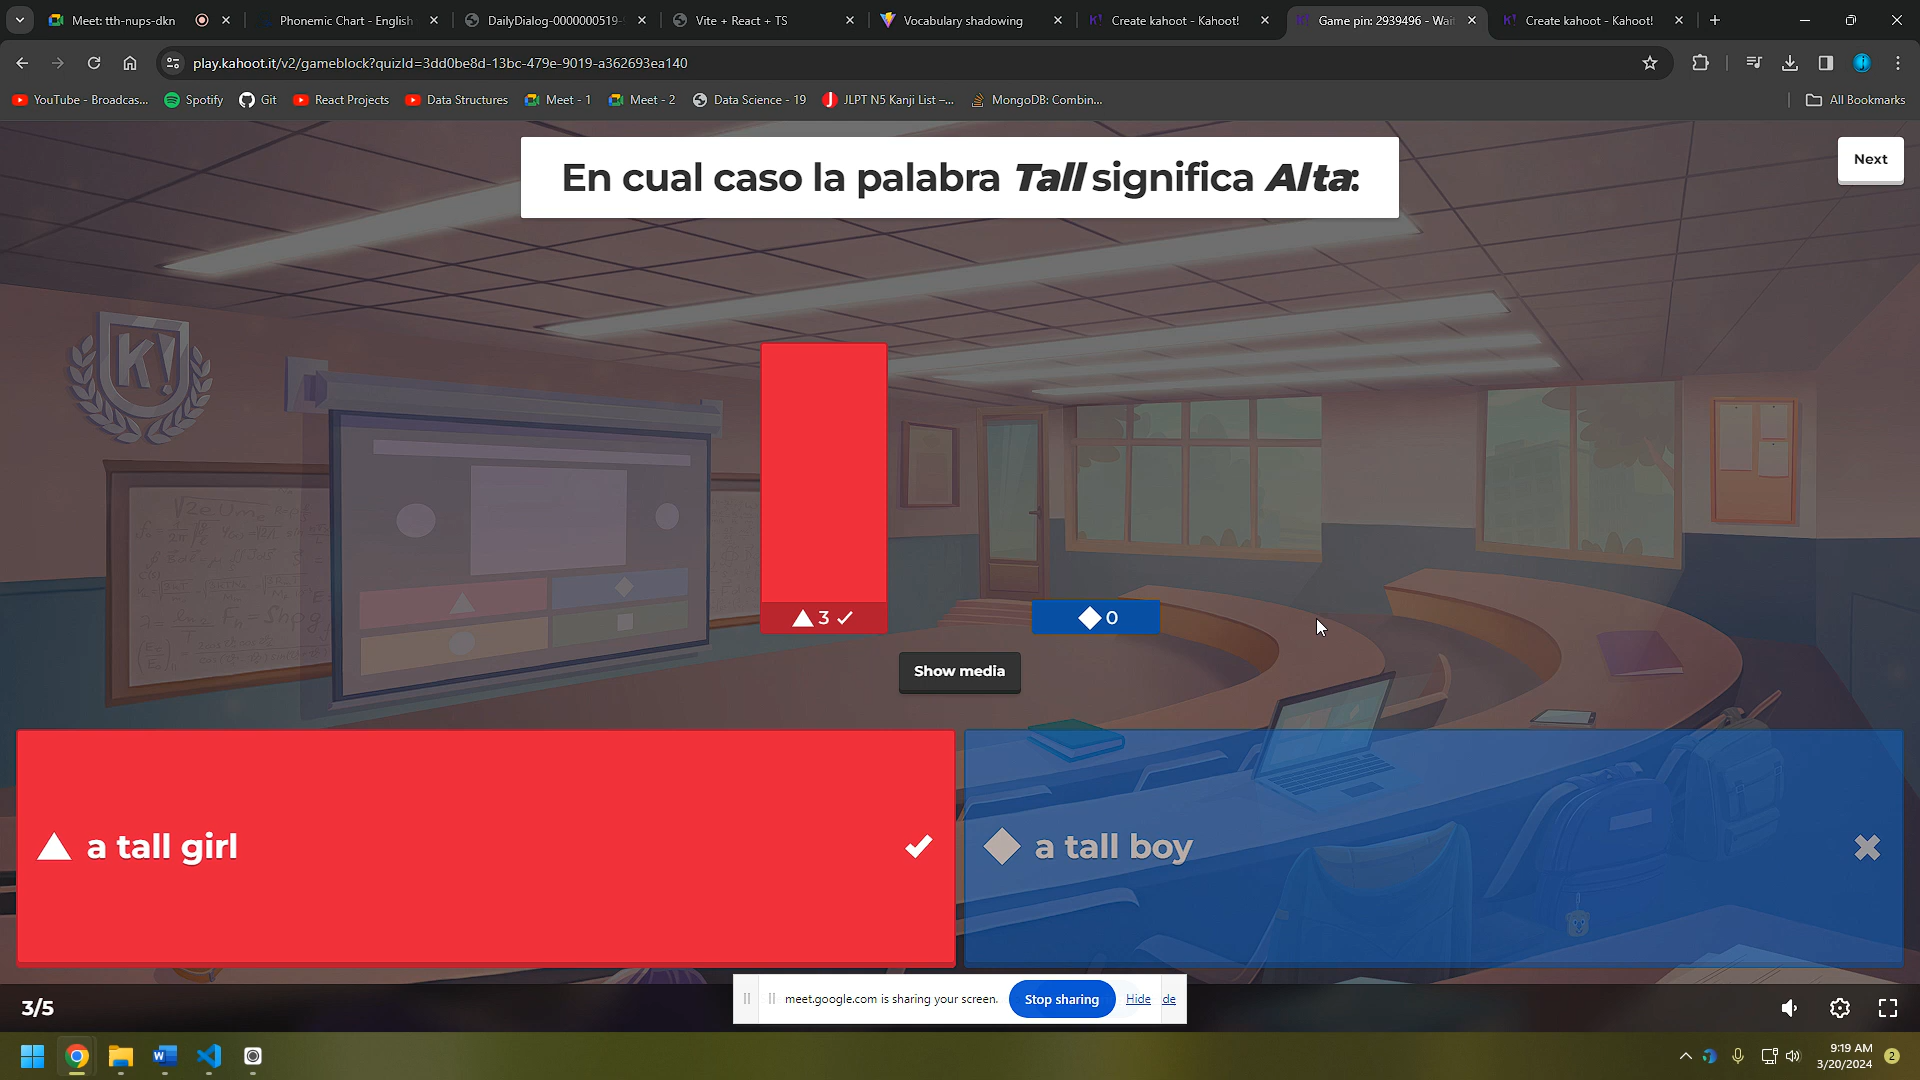 Meet: tth-nups-dkn
Phonemic Chart - English
DailyDialog-0000000519-
Vite + React + TS
Vocabulary shadowing
Create kahoot - Kahoot!
Game pin: 2939496 - Wai
Create kahoot - Kahoot!
play.kahoot.it/v2/gameblock?quizId=3dd0be8d-13bc-479e-9019-a362693ea140
YouTube - Broadcas...
Spotify
Git
React Projects
Data Structures
Meet - 1
Meet - 2
Data Science - 19
JLPT N5 Kanji List –...
MongoDB: Combin...
All Bookmarks
En cual caso la palabra Tall significa Alta:
Next
K!
3
0
Show media
a tall girl
a tall boy
3/5
meet.google.com is sharing your screen.
Stop sharing
Hide
de
9:19 AM
3/20/2024
2